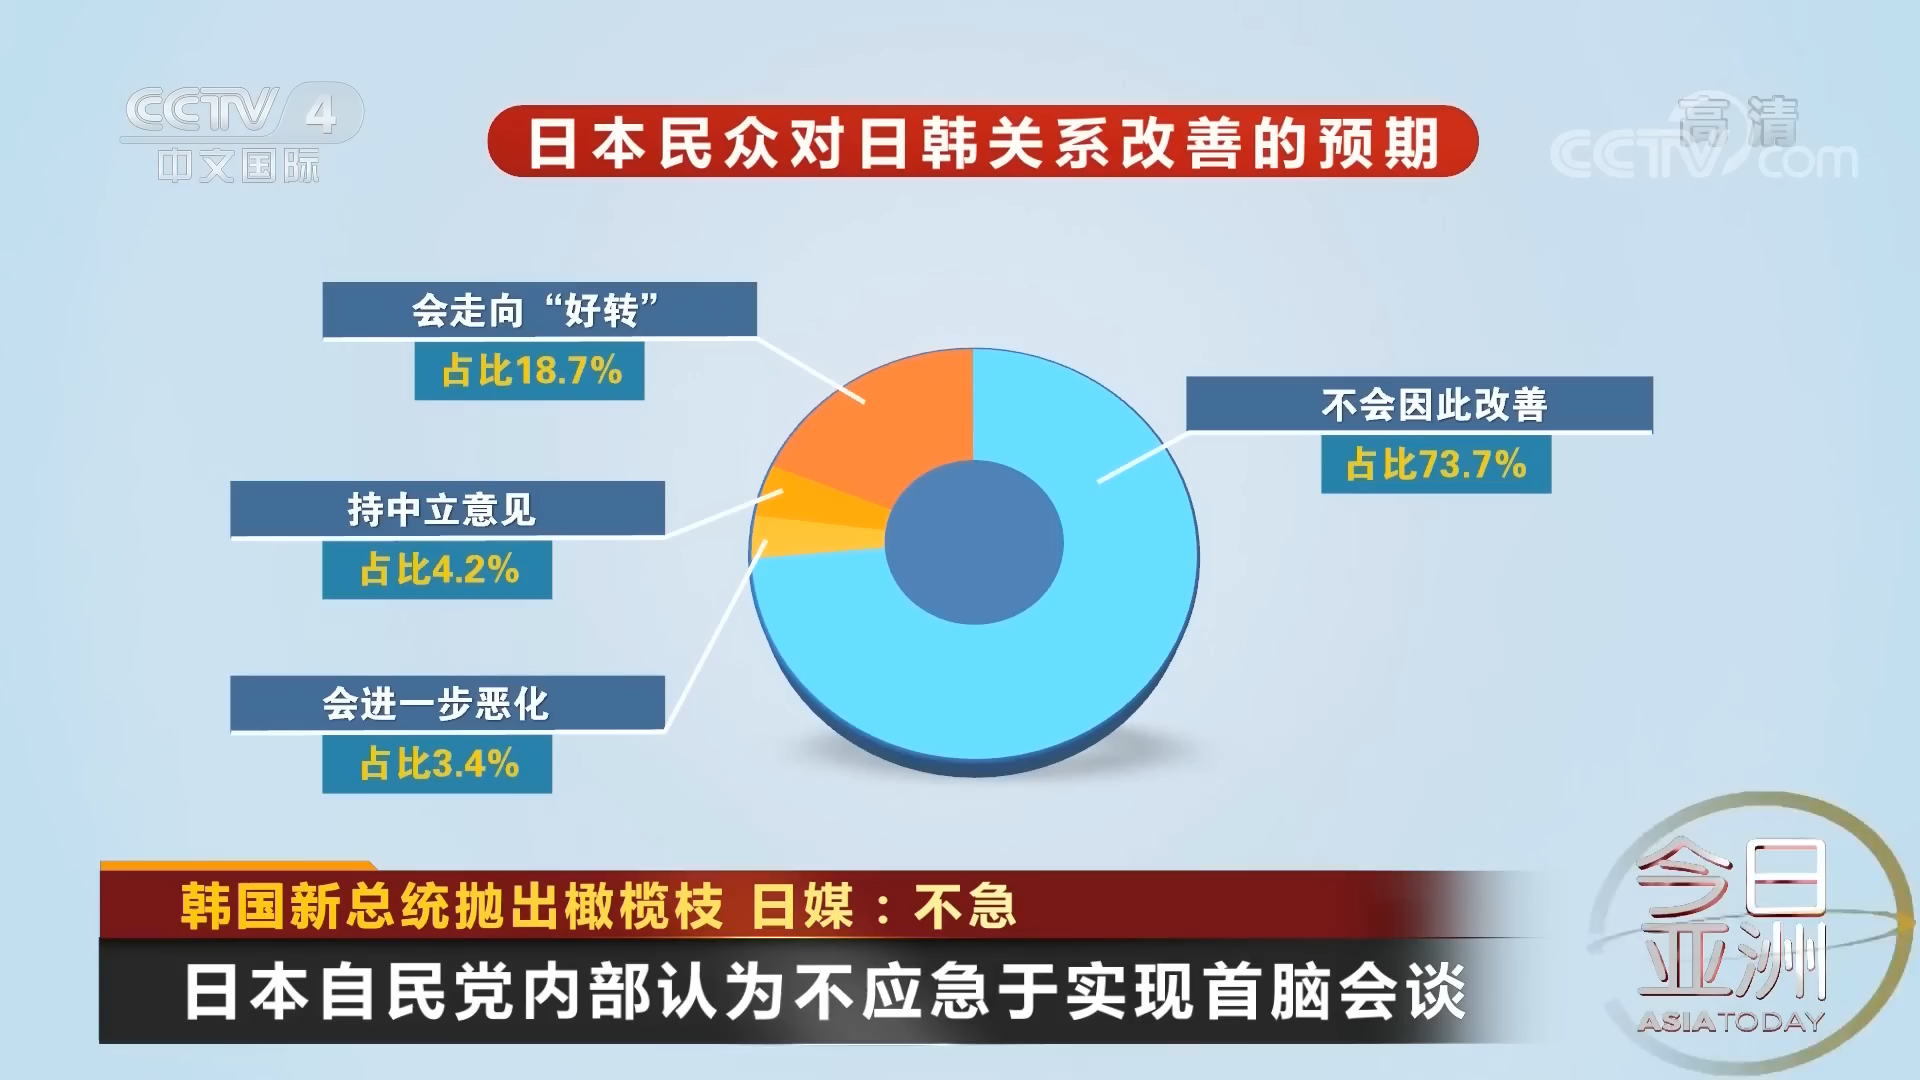 CCTV 4
中文国际
日本民众对日韩关系改善的预期
高清
CCTV.com
会走向“好转”
占比18.7%
不会因此改善
占比73.7%
持中立意见
占比4.2%
会进一步恶化
占比3.4%
韩国新总统抛出橄榄枝 日媒：不急
日本自民党内部认为不应急于实现首脑会谈
今日
亚洲
ASIA TODAY